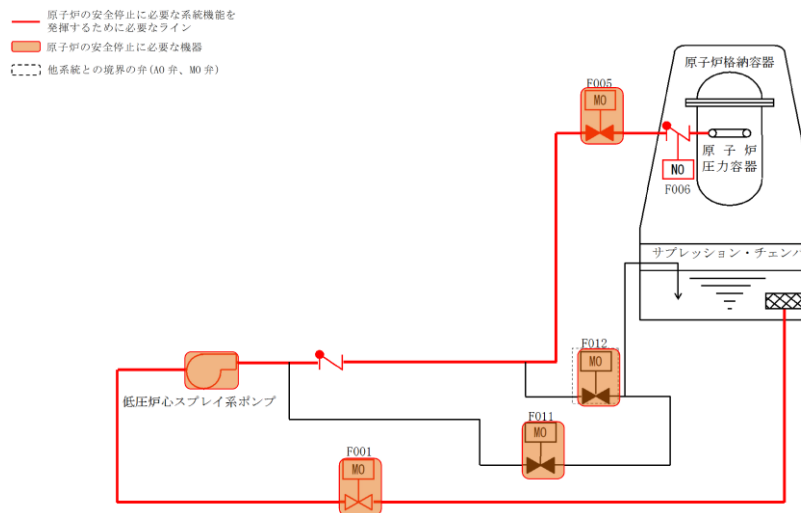 原子炉の安全停止に必要な系統機能を
発揮するために必要なライン
原子炉の安全停止に必要な機器
他系統との境界の弁(AO 弁、MO 弁)
原子炉格納容器
F005
MO
原 子 炉
圧力容器
NO
F006
サプレッション・チェンバ
F012
MO
低圧炉心スプレイ系ポンプ
F011
MO
F001
MO